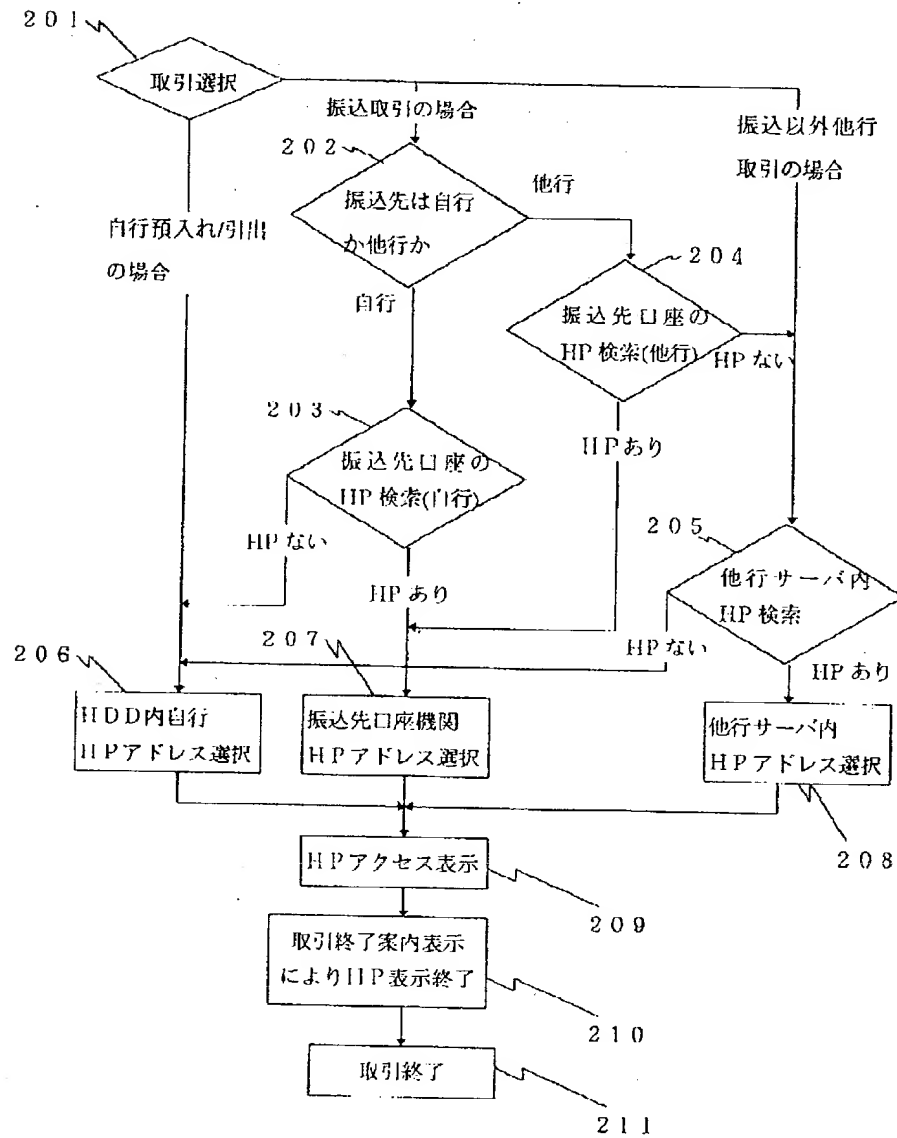 ２０１
取引選択
振込取引の場合
振込以外他行
取引の場合
２０２
振込先は自行
か他行か
他行
自行預入れ/引出
の場合
自行
２０４
振込先口座の
HP検索(他行)
HPない
２０３
振込先口座の
HP検索(自行)
HPあり
HPない
HPあり
２０５
他行サーバ内
HP検索
HPない
HPあり
２０６
HDD内自行
HPアドレス選択
２０７
振込先口座機関
HPアドレス選択
他行サーバ内
HPアドレス選択
２０８
HPアクセス表示
２０９
取引終了案内表示
によりHP表示終了
２１０
取引終了
２１１